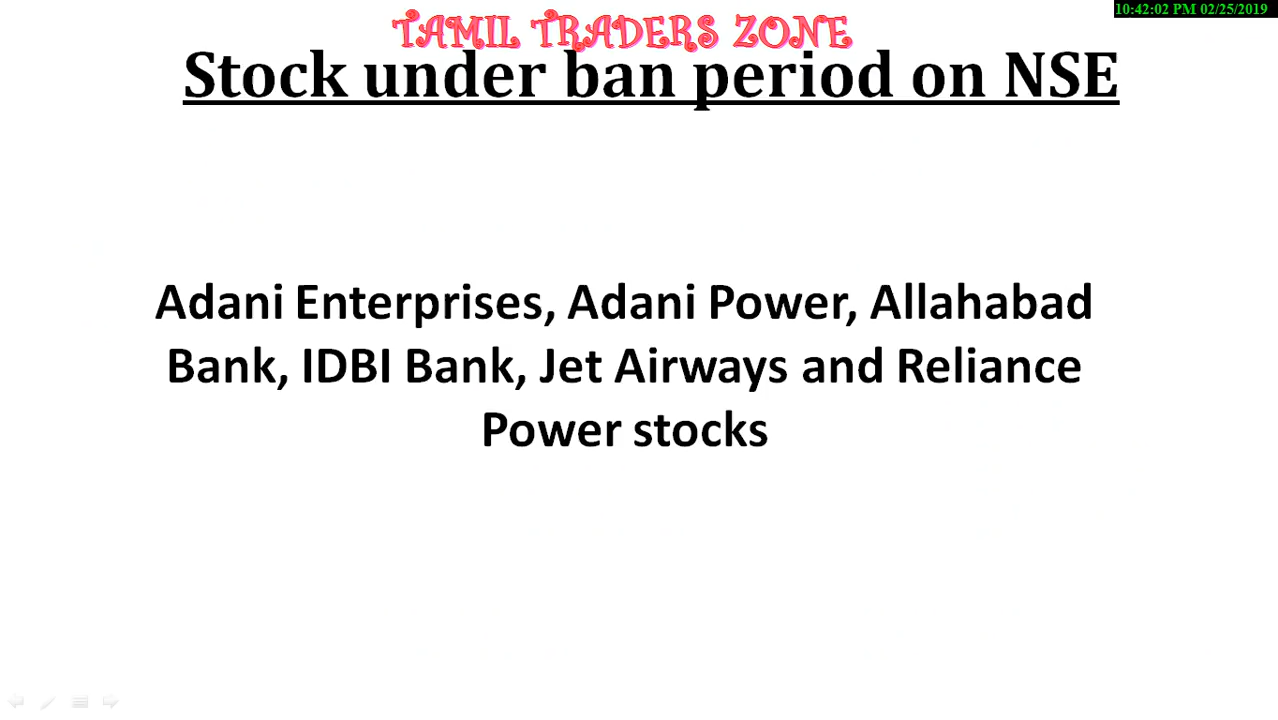 10:42:02 PM 02/25/2019
TAMIL TRADERS ZONE
Stock under ban period on NSE
Adani Enterprises, Adani Power, Allahabad
Bank, IDBI Bank, Jet Airways and Reliance
Power stocks